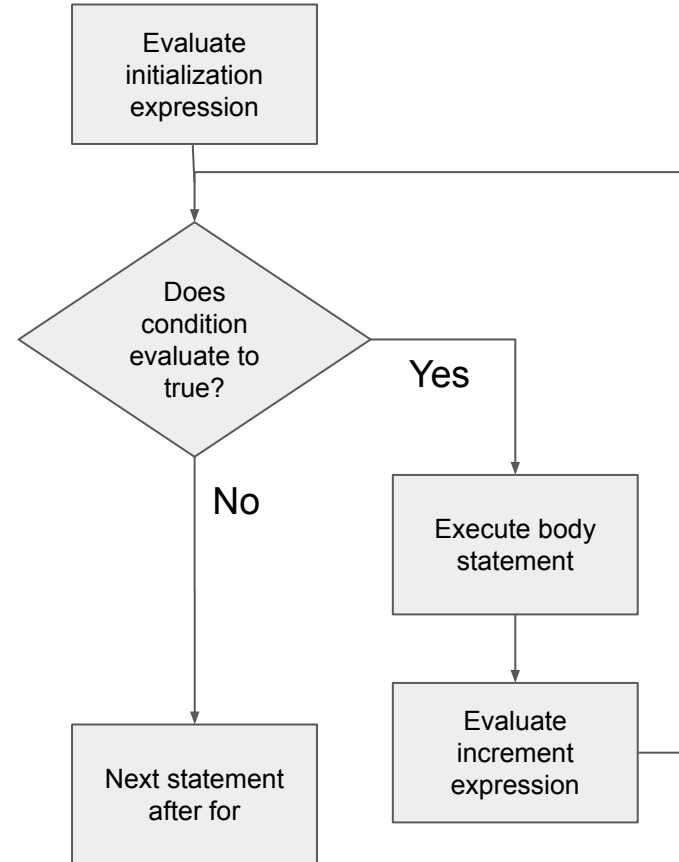 Evaluate
initialization
expression
Does
condition
evaluate to
true?
Yes
No
Execute body
statement
Evaluate
increment
expression
Next statement
after for